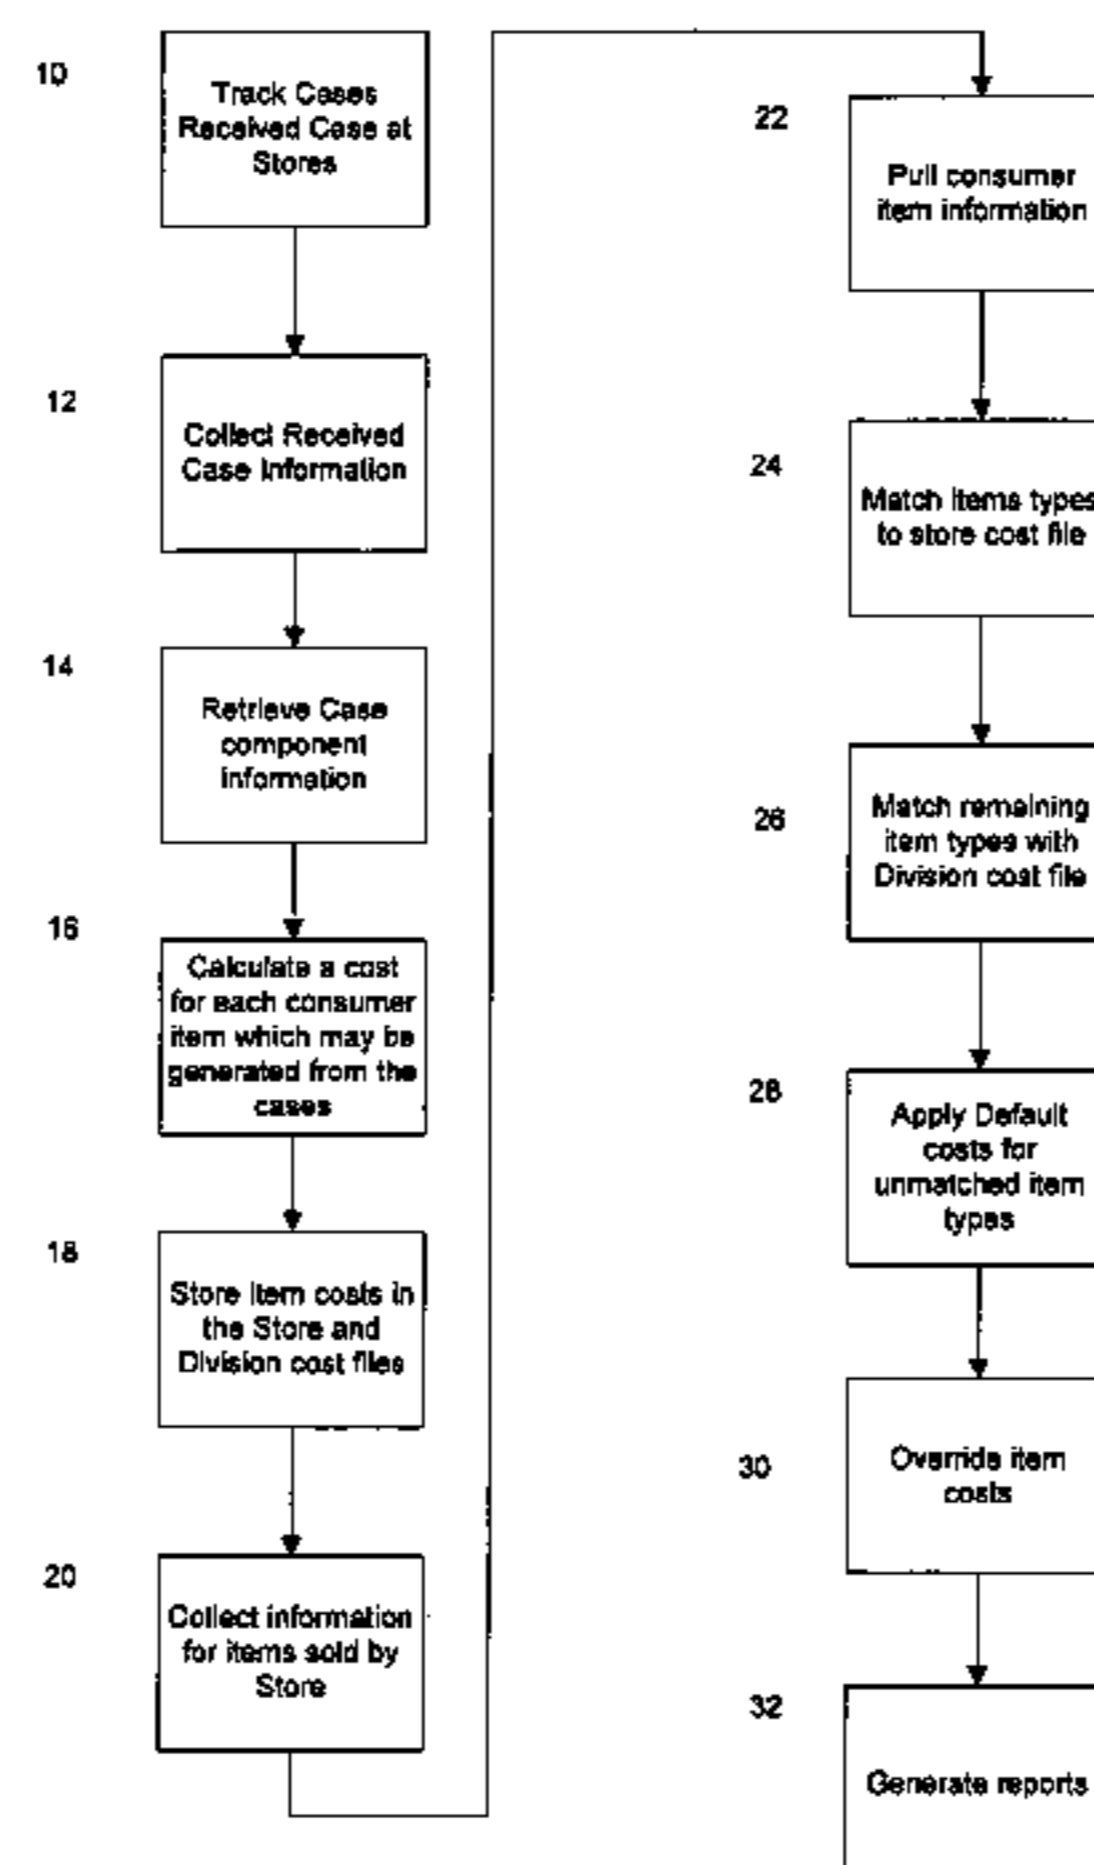 10
Track Cases
Received Case at
Stores
12
Collect Received
Case Information
14
Retrieve Case
component
information
16
Calculate a cost
for each consumer
item which may be
generated from the
cases
18
Store item costs in
the Store and
Division cost files
20
Collect information
for items sold by
Store
22
Pull consumer
item information
24
Match items types
to store cost file
26
Match remaining
item types with
Division cost file
28
Apply Default
costs for
unmatched item
types
30
Override item
costs
32
Generate reports